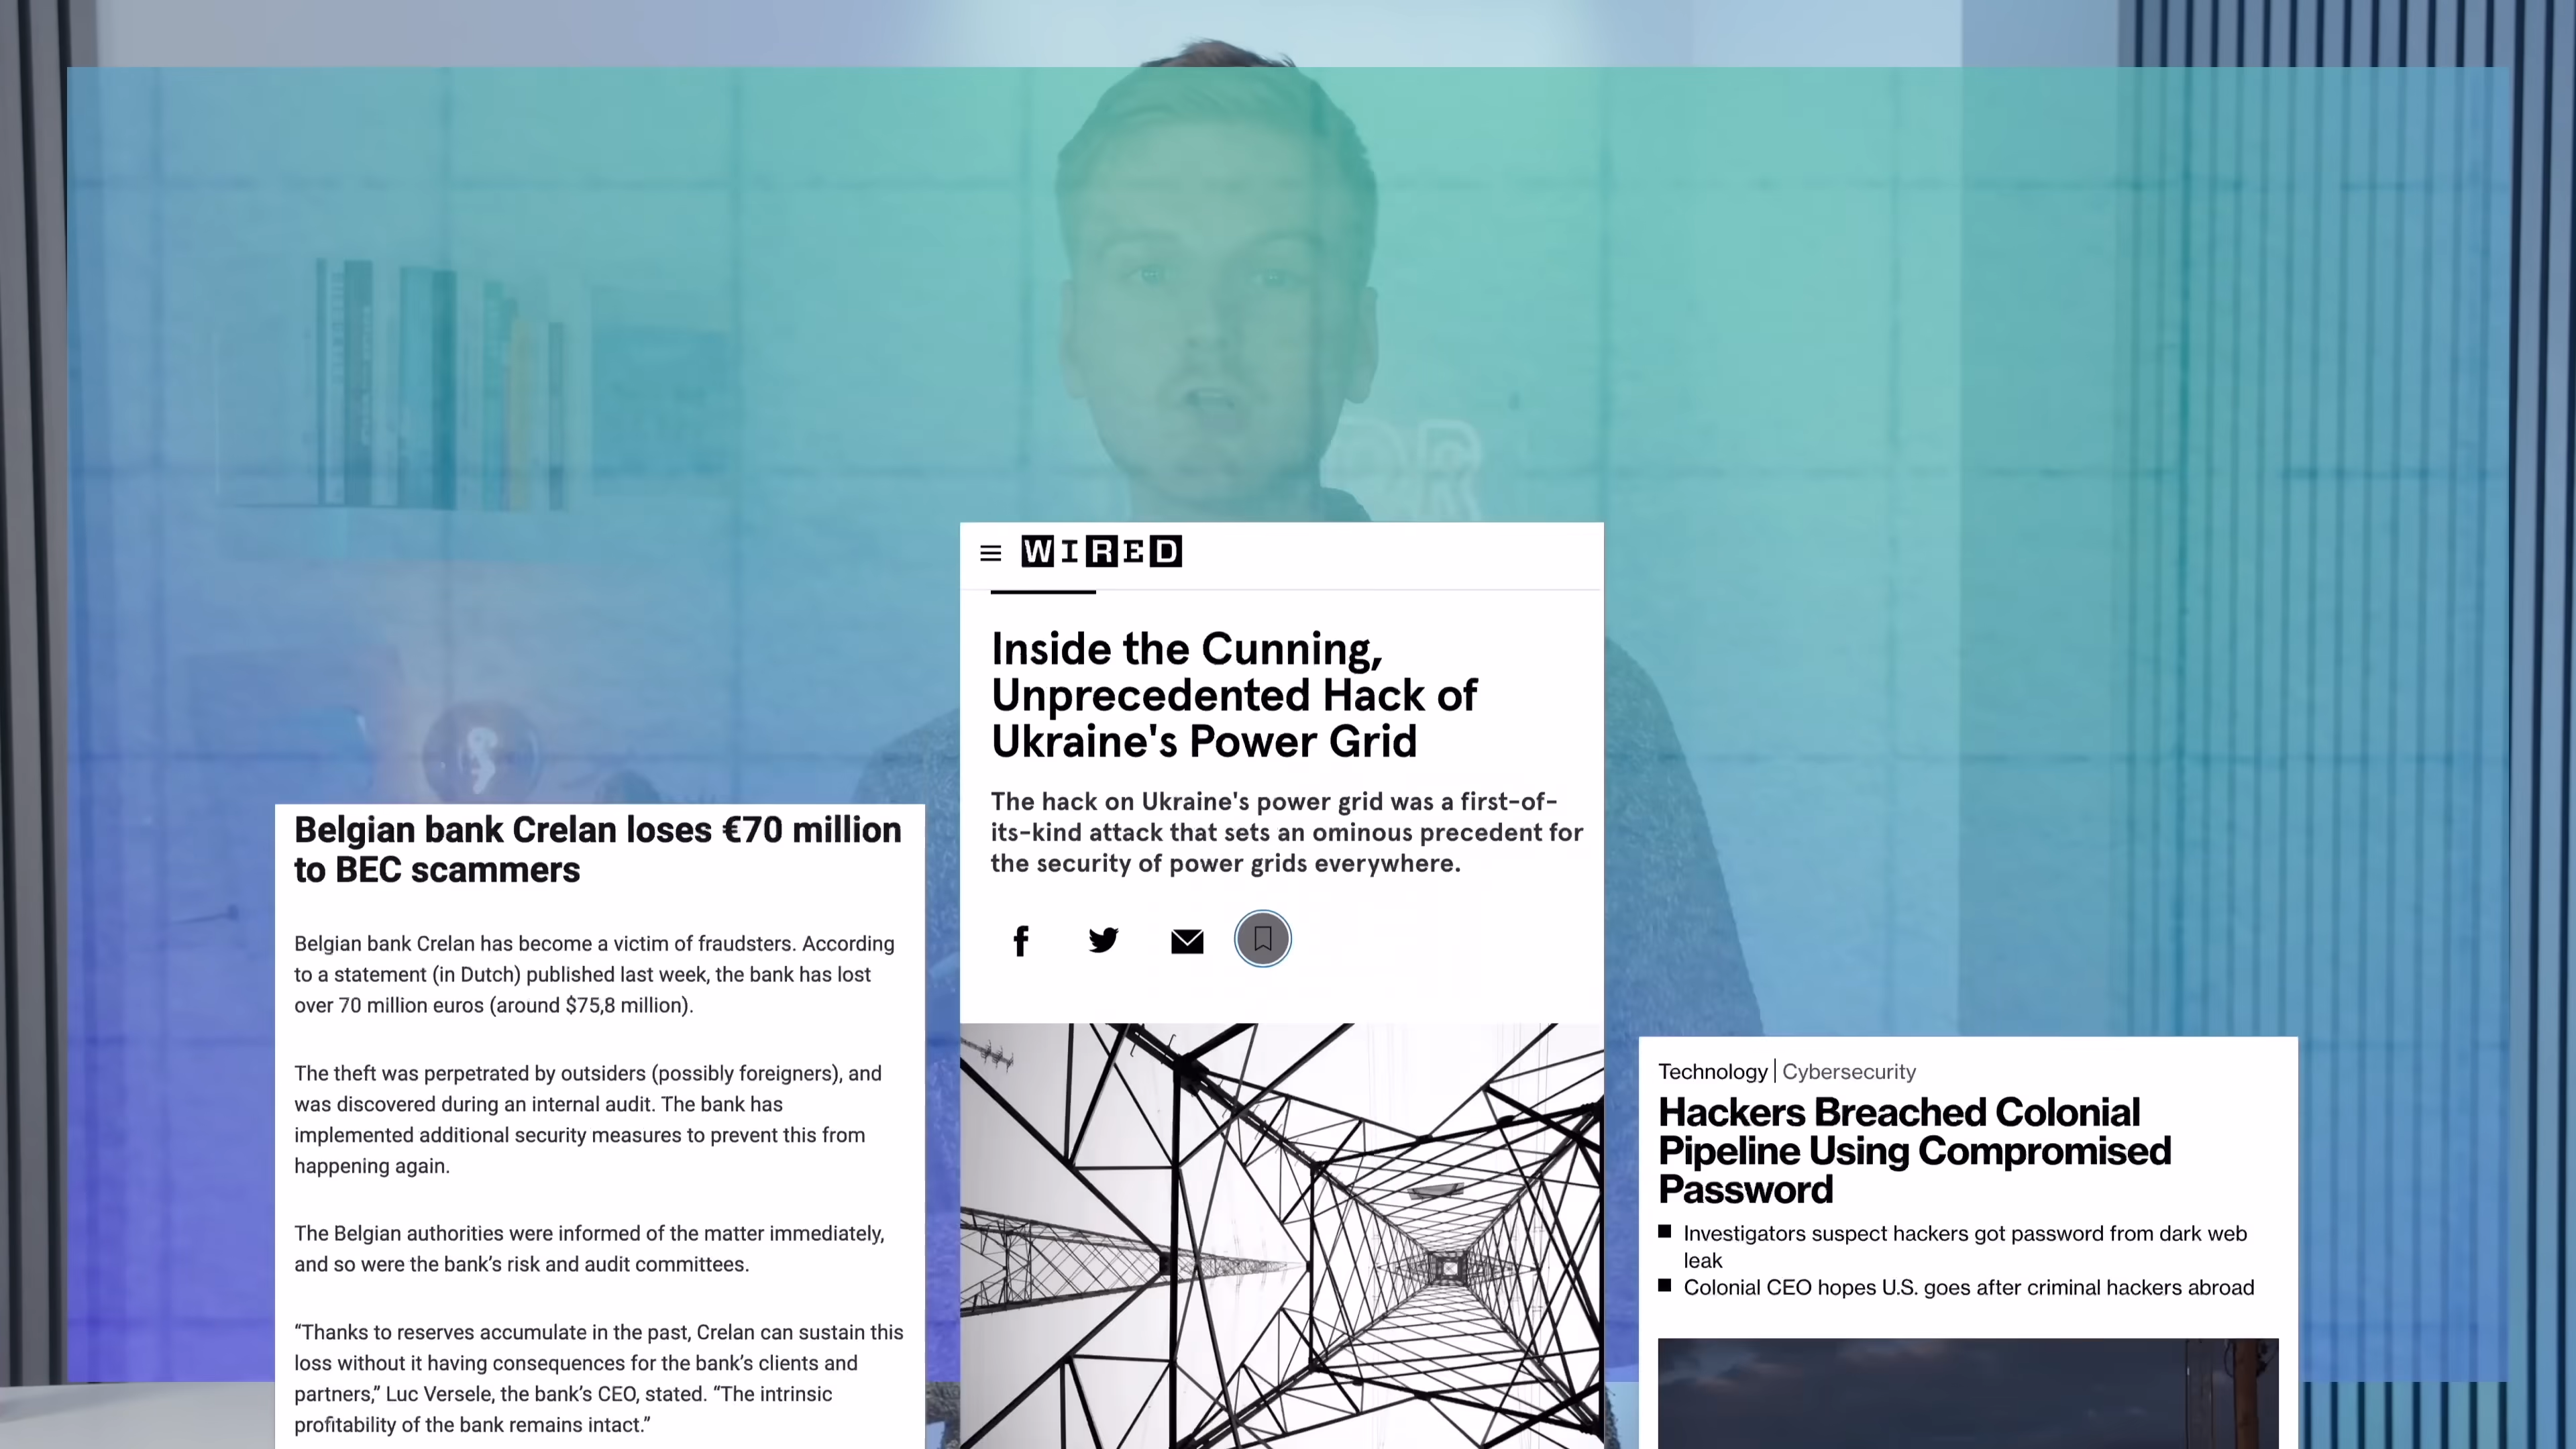 Belgian bank Crelan loses €70 million
to BEC scammers
Belgian bank Crelan has become a victim of fraudsters. According
to a statement (in Dutch) published last week, the bank has lost
over 70 million euros (around $75,8 million).
The theft was perpetrated by outsiders (possibly foreigners), and
was discovered during an internal audit. The bank has
implemented additional security measures to prevent this from
happening again.
The Belgian authorities were informed of the matter immediately,
and so were the bank’s risk and audit committees.
“Thanks to reserves accumulate in the past, Crelan can sustain this
loss without it having consequences for the bank’s clients and
partners,” Luc Versele, the bank’s CEO, stated. “The intrinsic
profitability of the bank remains intact.”
WIRED
Inside the Cunning,
Unprecedented Hack of
Ukraine's Power Grid
The hack on Ukraine's power grid was a first-of-
its-kind attack that sets an ominous precedent for
the security of power grids everywhere.
Technology | Cybersecurity
Hackers Breached Colonial
Pipeline Using Compromised
Password
Investigators suspect hackers got password from dark web
leak
Colonial CEO hopes U.S. goes after criminal hackers abroad